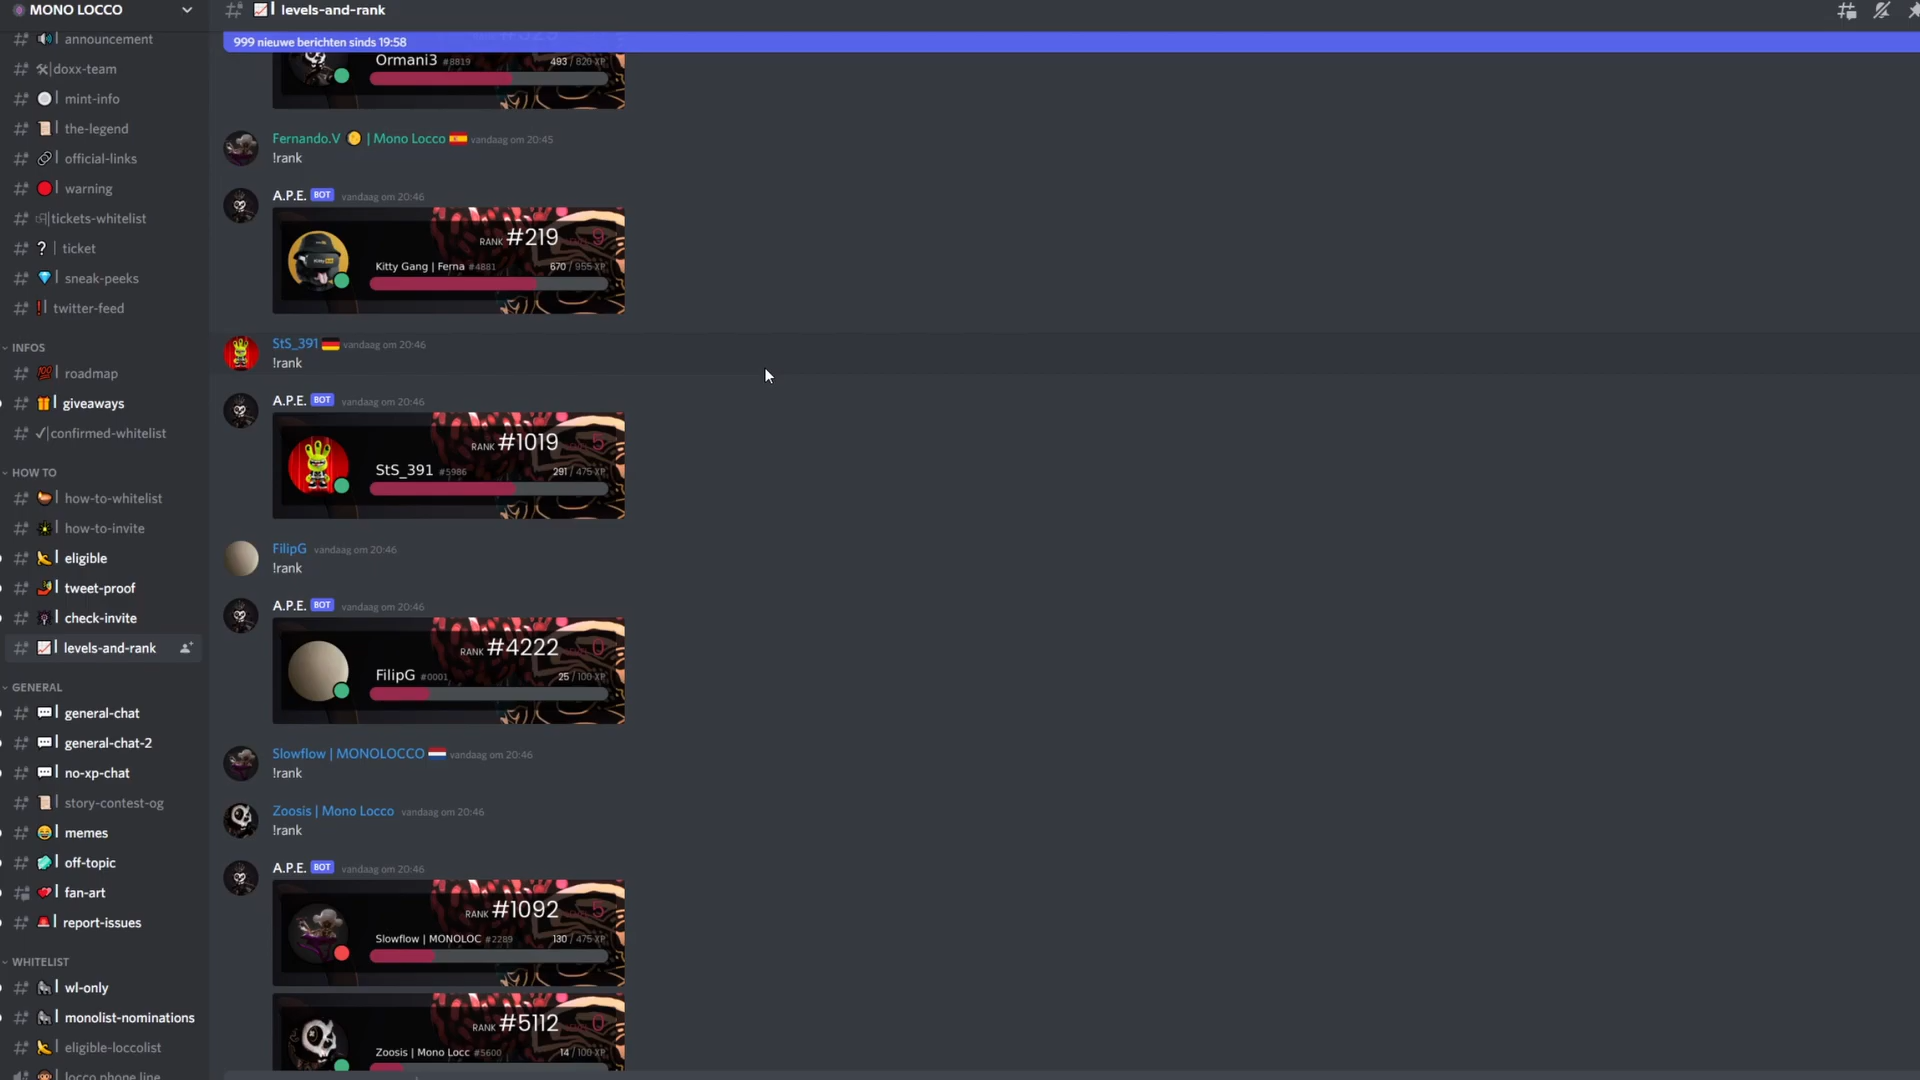 MONO LOCCO
announcement
doxx-team
mint-info
the-legend
official-links
warning
tickets-whitelist
ticket
sneak-peeks
twitter-feed
INFOS
roadmap
giveaways
confirmed-whitelist
HOW TO
how-to-whitelist
how-to-invite
eligible
tweet-proof
check-invite
levels-and-rank
GENERAL
general-chat
general-chat-2
no-xp-chat
story-contest-og
memes
off-topic
fan-art
report-issues
WHITELIST
wl-only
monolist-nominations
eligible-loccolist
locco phone line
levels-and-rank
999 nieuwe berichten sinds 19:58
Ormani3 #8819 493 / 820 XP
Fernando.V | Mono Locco vandaag om 20:45
!rank
A.P.E. BOT vandaag om 20:46
RANK #219 9
Kitty Gang | Ferna #4881 670 / 955 XP
StS_391 vandaag om 20:46
!rank
A.P.E. BOT vandaag om 20:46
RANK #1019 5
StS_391 #5986 291 / 475 XP
FilipG vandaag om 20:46
!rank
A.P.E. BOT vandaag om 20:46
RANK #4222 0
FilipG #0001 25 / 100 XP
Slowflow | MONOLOCCO vandaag om 20:46
!rank
Zoosis | Mono Locco vandaag om 20:46
!rank
A.P.E. BOT vandaag om 20:46
RANK #1092 5
Slowflow | MONOLOC #2289 130 / 475 XP
RANK #5112 0
Zoosis | Mono Locc #5600 14 / 100 XP